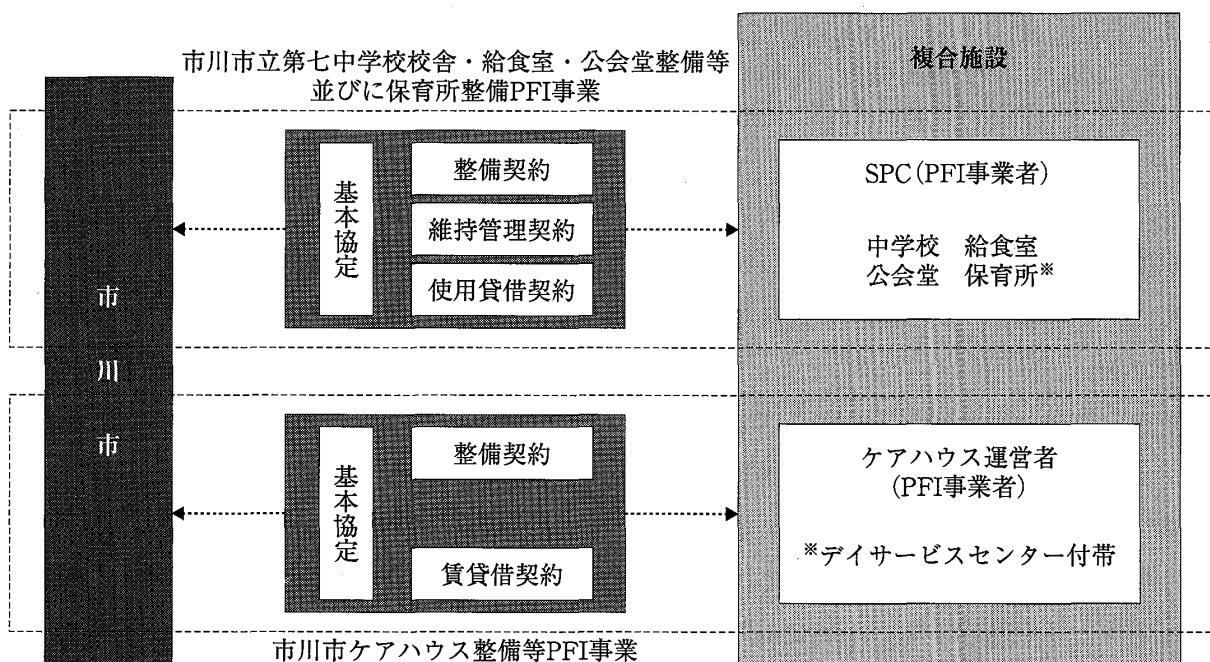 市川市立第七中学校校舎・給食室・公会堂整備等
並びに保育所整備PFI事業
複合施設
市川市
基本協定
整備契約
維持管理契約
使用貸借契約
SPC(PFI事業者)
中学校 給食室
公会堂 保育所※
基本協定
整備契約
賃貸借契約
ケアハウス運営者
(PFI事業者)
※デイサービスセンター付帯
市川市ケアハウス整備等PFI事業